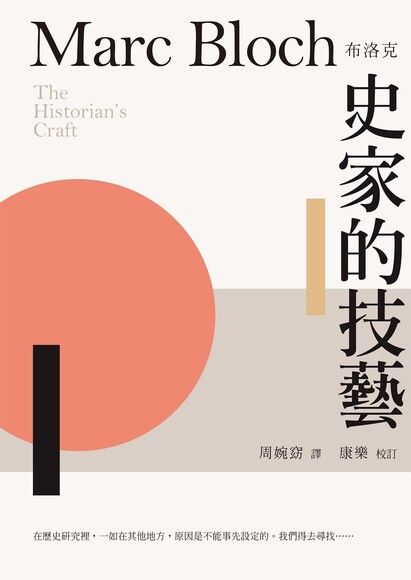 Marc Bloch 布洛克
The
Historian's
Craft
史家的技藝
周婉窈 譯 康樂 校訂
在歷史研究裡，一如在其他地方，原因是不能事先設定的。我們得去尋找……